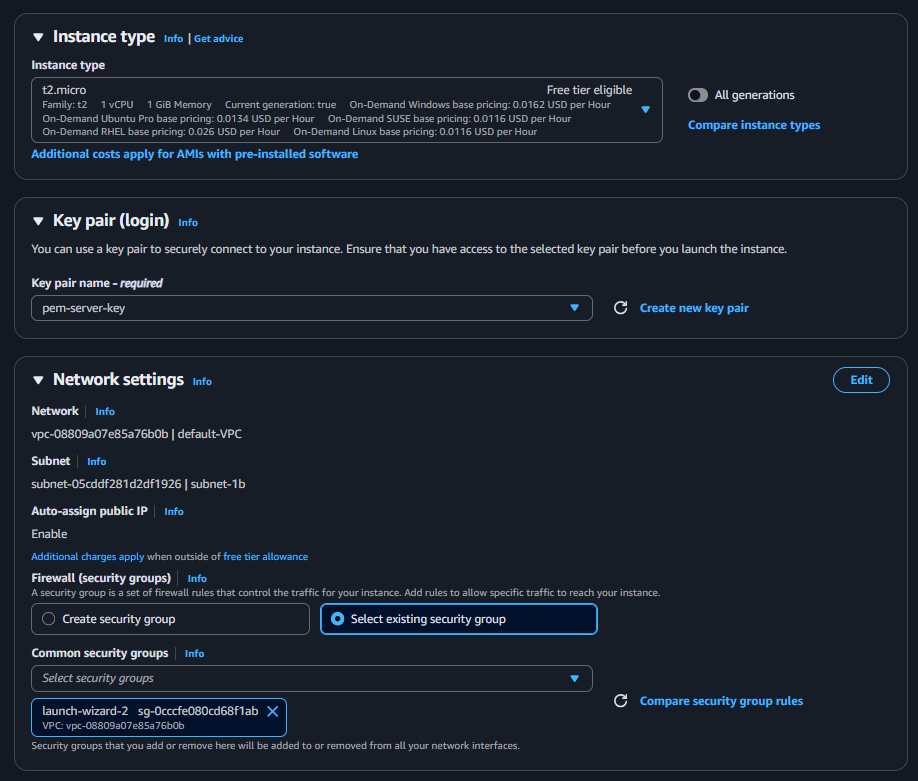 Instance type Info | Get advice
Instance type
t2.micro Free tier eligible
Family: t2 1 vCPU 1 GiB Memory Current generation: true On-Demand Windows base pricing: 0.0162 USD per Hour
On-Demand Ubuntu Pro base pricing: 0.0134 USD per Hour On-Demand SUSE base pricing: 0.0116 USD per Hour
On-Demand RHEL base pricing: 0.026 USD per Hour On-Demand Linux base pricing: 0.0116 USD per Hour
All generations
Compare instance types
Additional costs apply for AMIs with pre-installed software
Key pair (login) Info
You can use a key pair to securely connect to your instance. Ensure that you have access to the selected key pair before you launch the instance.
Key pair name - required
pem-server-key
Create new key pair
Network settings Info
Edit
Network Info
vpc-08809a07e85a76b0b | default-VPC
Subnet Info
subnet-05cddf281d2df1926 | subnet-1b
Auto-assign public IP Info
Enable
Additional charges apply when outside of free tier allowance
Firewall (security groups) Info
A security group is a set of firewall rules that control the traffic for your instance. Add rules to allow specific traffic to reach your instance.
Create security group
Select existing security group
Common security groups Info
Select security groups
launch-wizard-2 sg-0cccfe080cd68f1ab
VPC: vpc-08809a07e85a76b0b
Compare security group rules
Security groups that you add or remove here will be added to or removed from all your network interfaces.